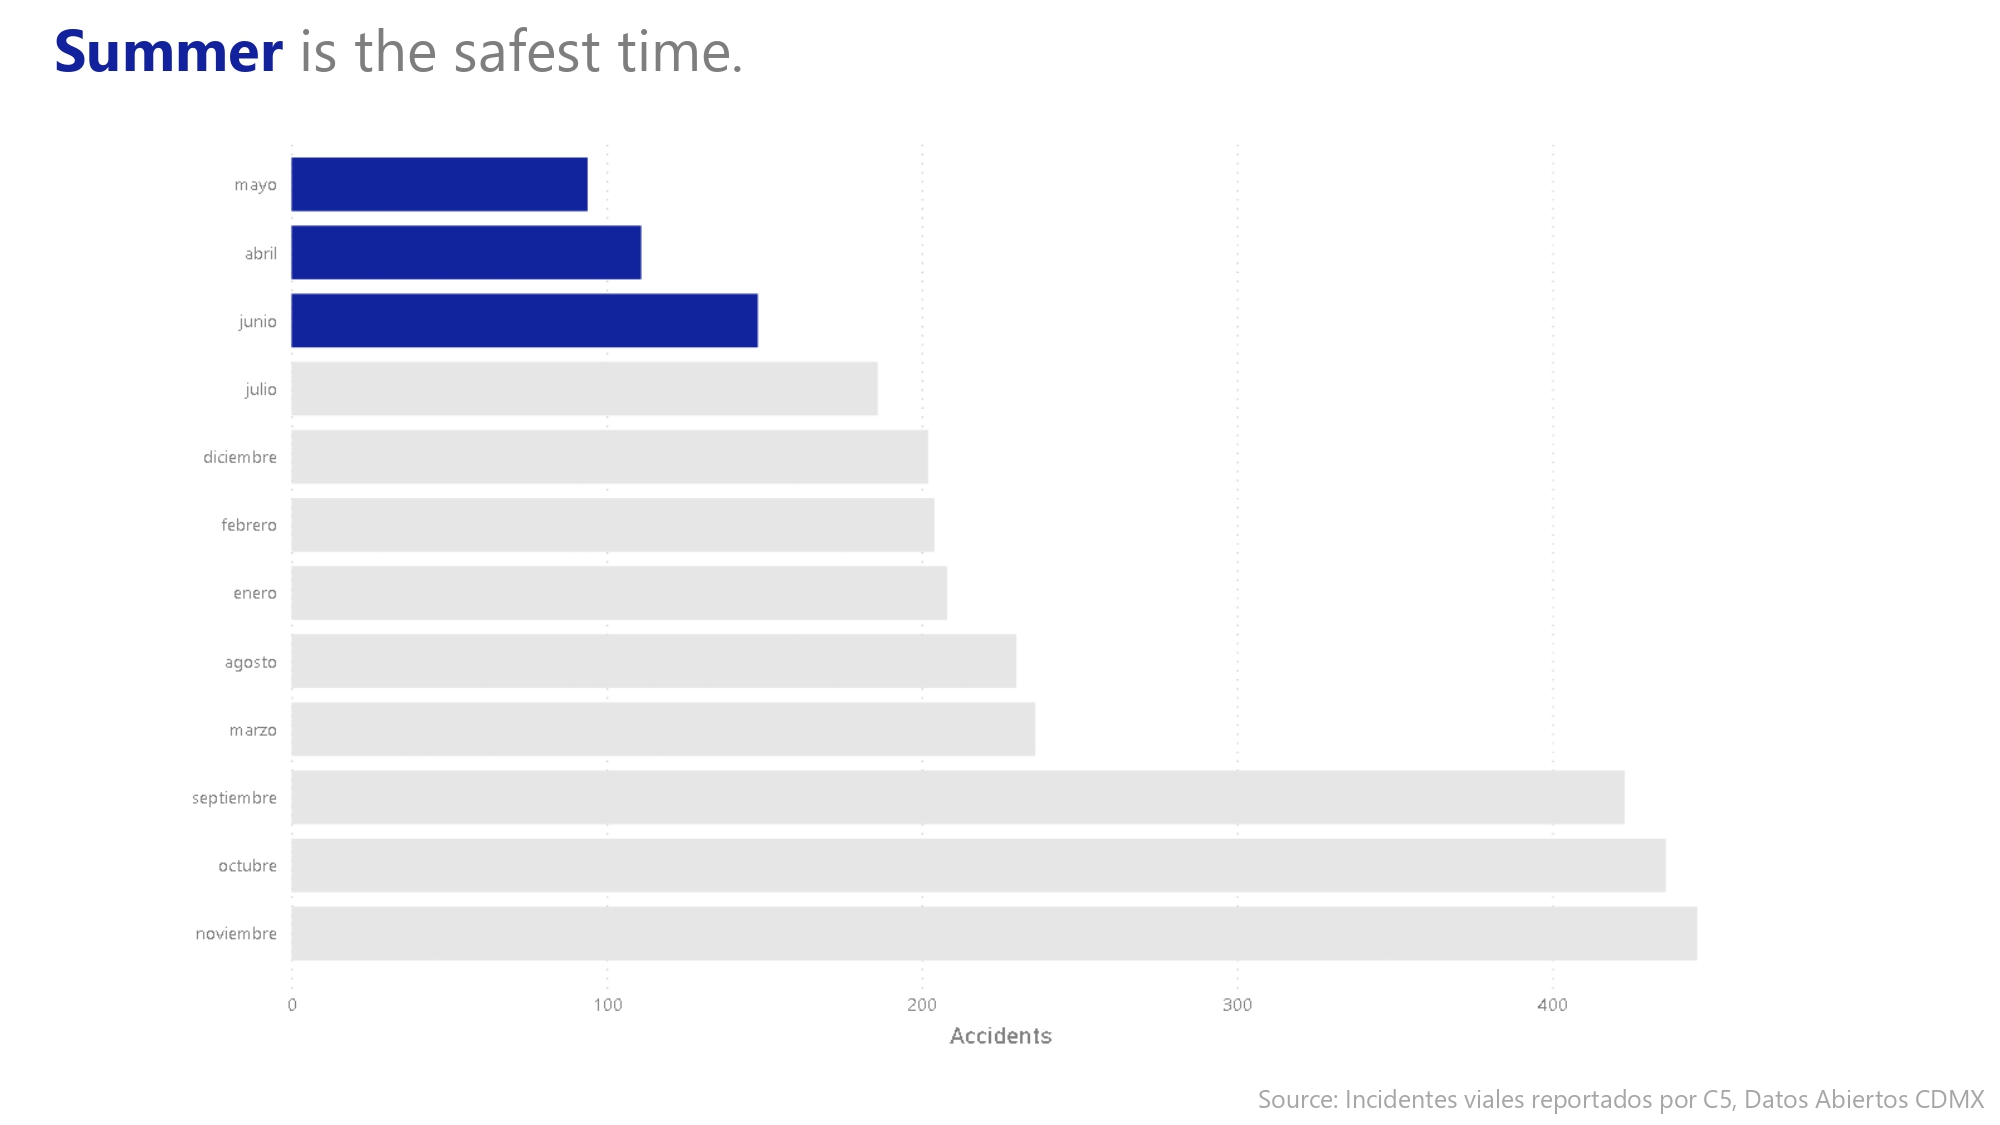 Summer is the safest time.
mayo
abril
junio
julio
diciembre
febrero
enero
agosto
marzo
septiembre
octubre
noviembre
0 100 200 300 400
Accidents
Source: Incidentes viales reportados por C5, Datos Abiertos CDMX